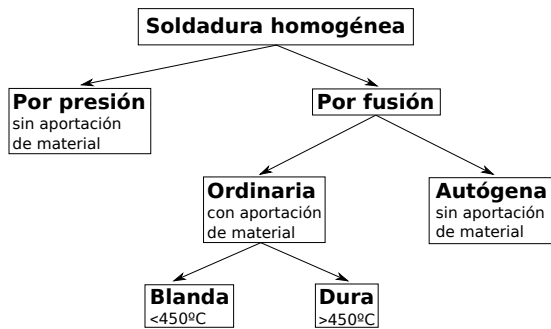 Soldadura homogénea
Por presión
sin aportación
de material
Por fusión
Ordinaria
con aportación
de material
Autógena
sin aportación
de material
Blanda
<450ºC
Dura
>450ºC